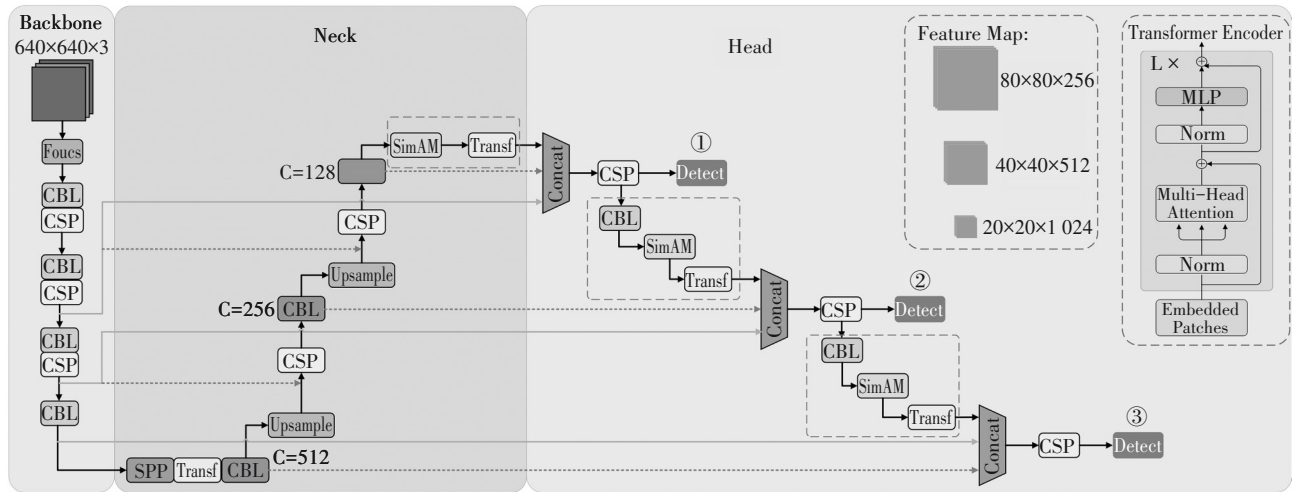 Backbone
640×640×3
Foucs
CBL
CSP
CBL
CSP
CBL
CSP
CBL
Neck
SPP
Transf
CBL
C=512
Upsample
CSP
C=256
CBL
Upsample
CSP
C=128
SimAM
Transf
Head
Concat
CSP
①
Detect
CBL
SimAM
Transf
Concat
CSP
②
Detect
CBL
SimAM
Transf
Concat
CSP
③
Detect
Feature Map:
80×80×256
40×40×512
20×20×1 024
Transformer Encoder
L ×
MLP
Norm
Multi-Head
Attention
Norm
Embedded
Patches